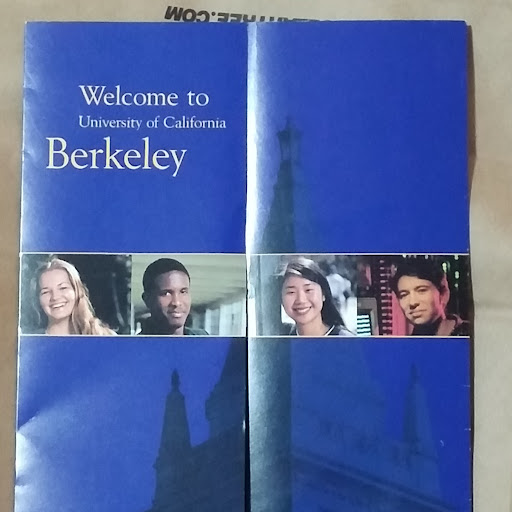 Welcome to
University of California
Berkeley